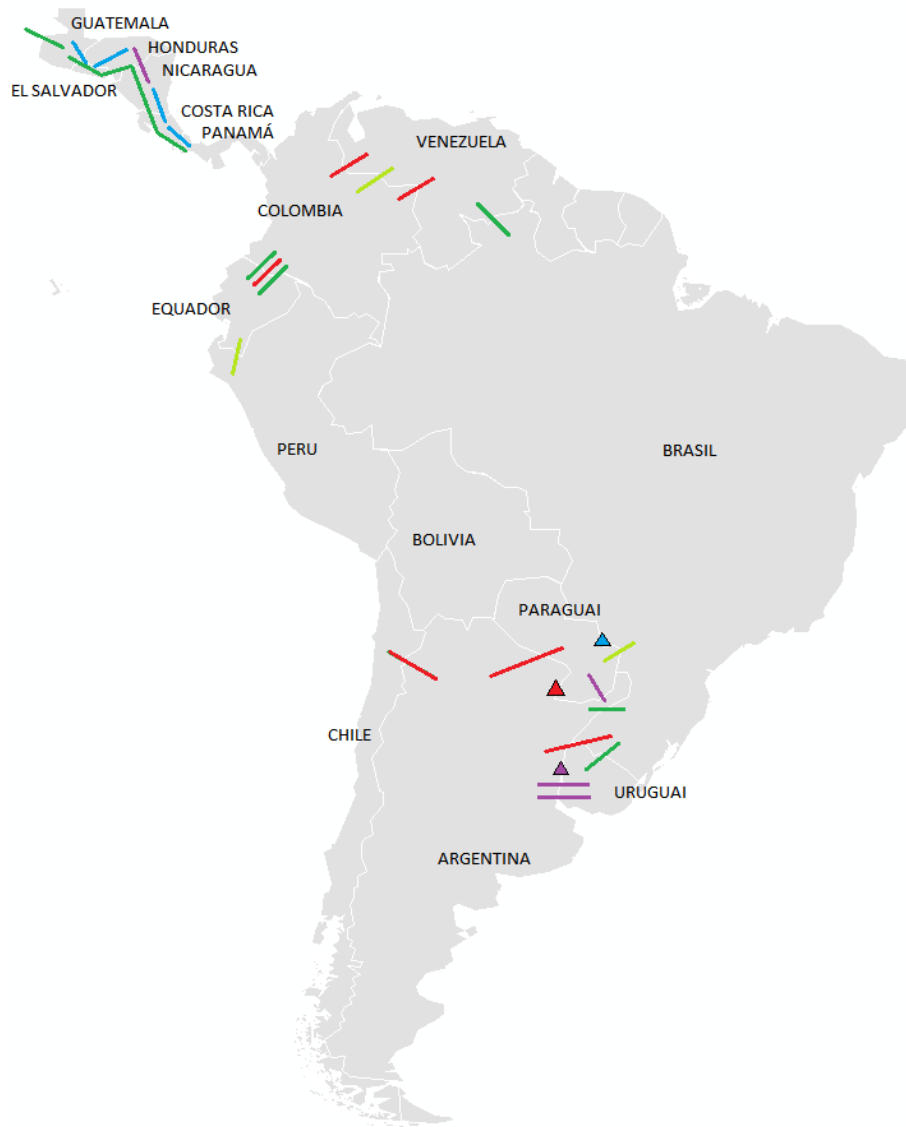 GUATEMALA
HONDURAS
NICARAGUA
EL SALVADOR
COSTA RICA
PANAMÁ
VENEZUELA
COLOMBIA
EQUADOR
PERU
BRASIL
BOLIVIA
PARAGUAI
CHILE
URUGUAI
ARGENTINA